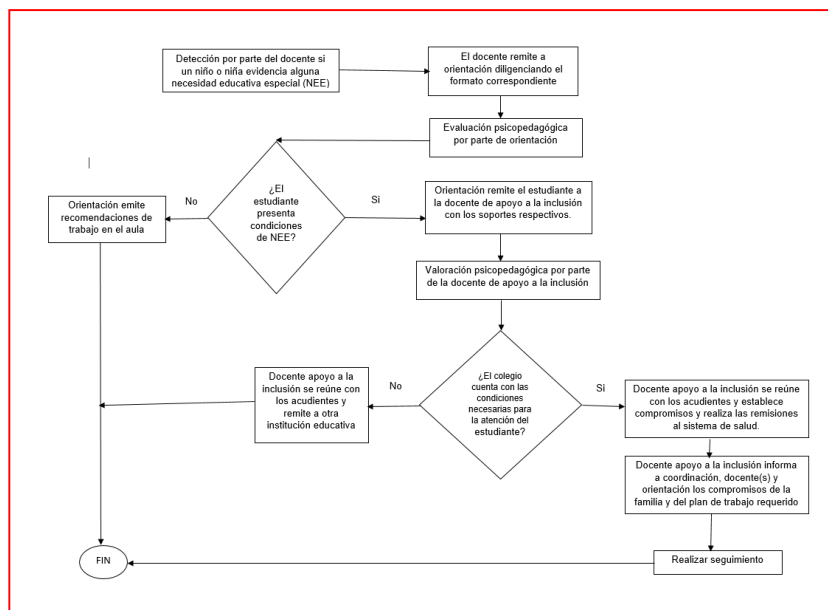 Detección por parte del docente si
un niño o niña evidencia alguna
necesidad educativa especial (NEE)
El docente remite a
orientación diligenciando el
formato correspondiente
Evaluación psicopedagógica
por parte de orientación
¿El
estudiante
presenta
condiciones
de NEE?
No
Si
Orientación emite
recomendaciones de
trabajo en el aula
Orientación remite el estudiante a
la docente de apoyo a la inclusión
con los soportes respectivos.
Valoración psicopedagógica por parte
de la docente de apoyo a la inclusión
¿El colegio
cuenta con las
condiciones
necesarias para
la atención del
estudiante?
No
Si
Docente apoyo a la
inclusión se reúne con
los acudientes y
remite a otra
institución educativa
Docente apoyo a la inclusión se reúne
con los acudientes y establece
compromisos y realiza las remisiones
al sistema de salud.
Docente apoyo a la inclusión informa
a coordinación, docente(s) y
orientación los compromisos de la
familia y del plan de trabajo requerido
Realizar seguimiento
FIN